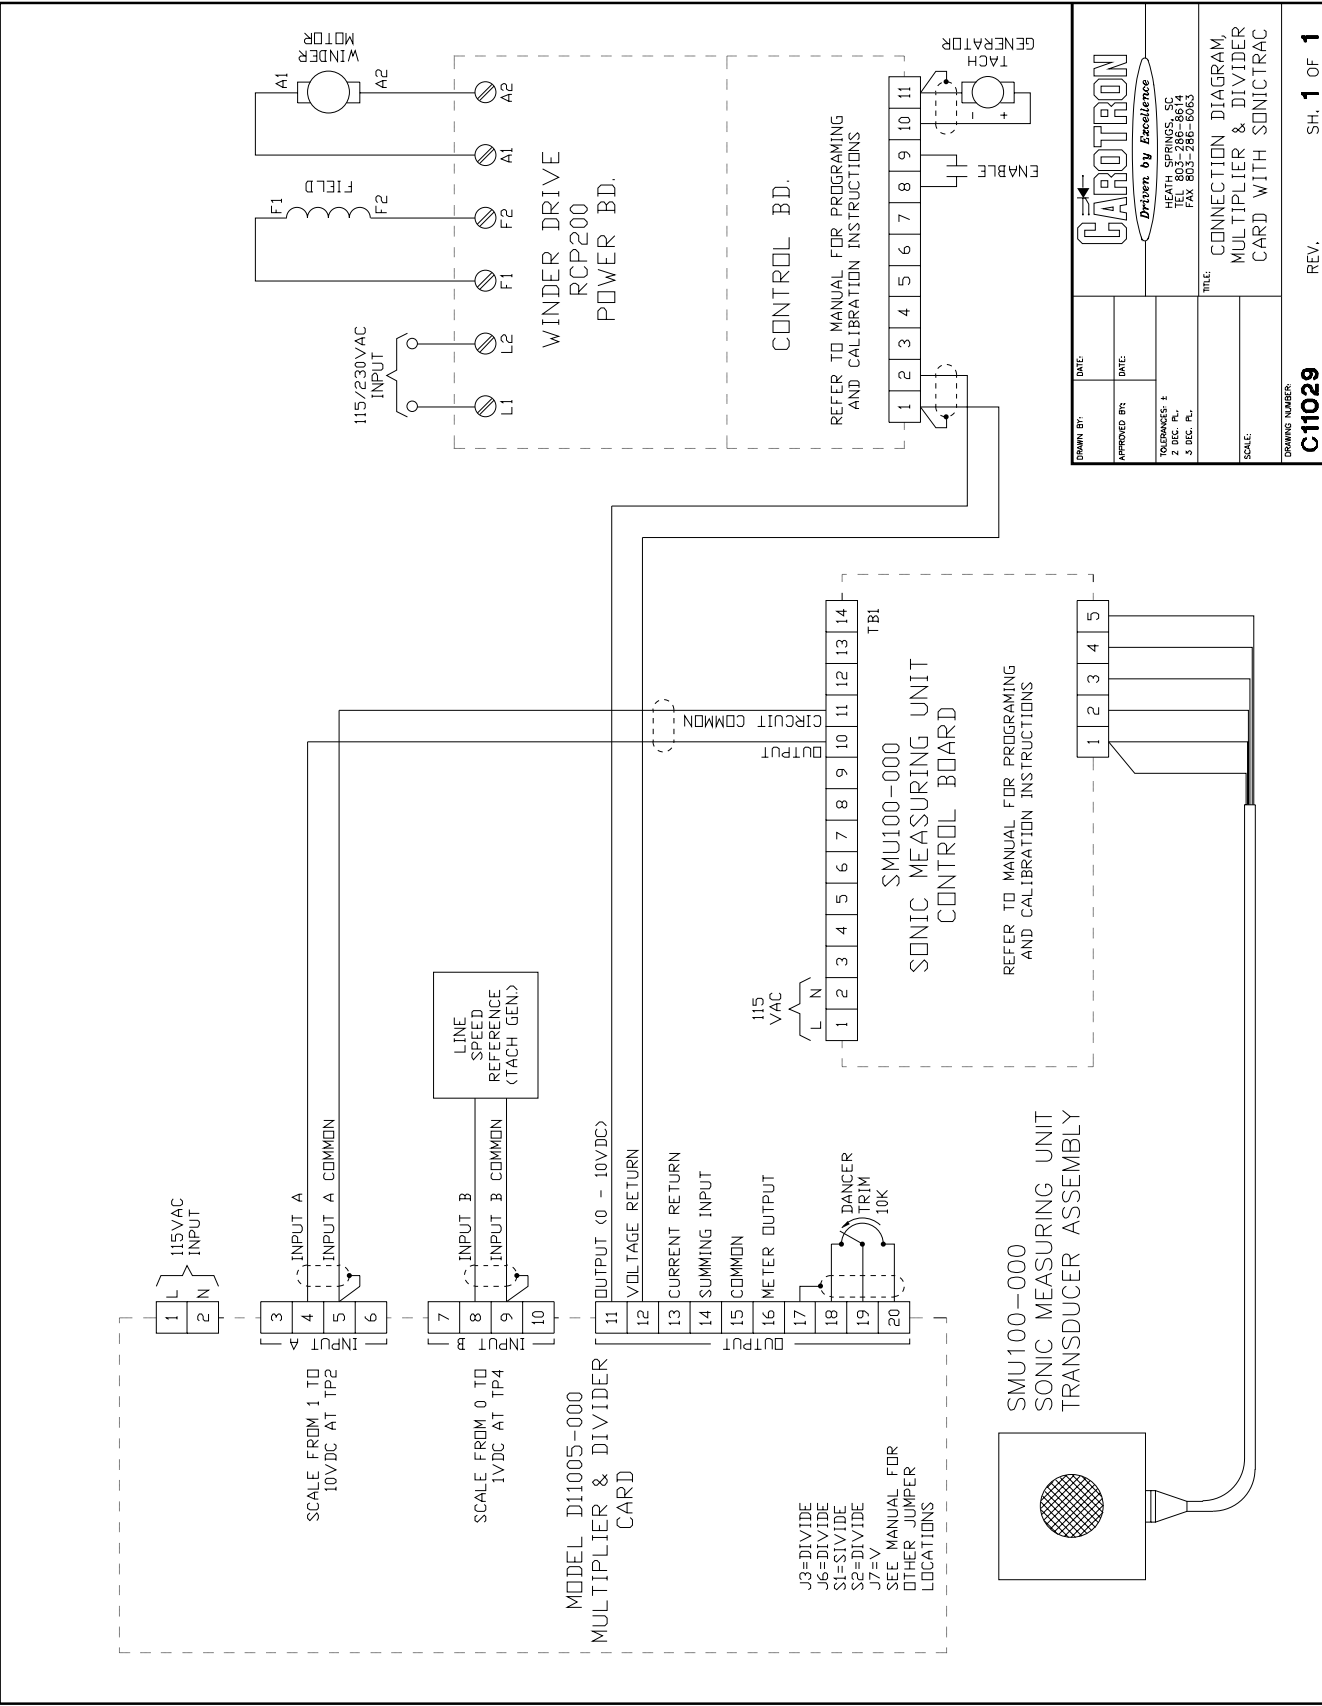 115VAC
INPUT
L
N
1
2
INPUT A
INPUT A COMMON
3
4
5
6
INPUT A
SCALE FROM 1 TO
10VDC AT TP2
LINE
SPEED
REFERENCE
(TACH GEN.)
INPUT B
INPUT B COMMON
7
8
9
10
INPUT B
SCALE FROM 0 TO
1VDC AT TP4
MODEL D11005-000
MULTIPLIER & DIVIDER
CARD
11
12
13
14
15
16
17
18
19
20
OUTPUT
OUTPUT (0 - 10VDC)
VOLTAGE RETURN
CURRENT RETURN
SUMMING INPUT
COMMON
METER OUTPUT
DANCER
TRIM
10K
J3=DIVIDE
J6=DIVIDE
S1=SIVIDE
S2=DIVIDE
J7=V
SEE MANUAL FOR
OTHER JUMPER
LOCATIONS
SMU100-000
SONIC MEASURING UNIT
TRANSDUCER ASSEMBLY
115
VAC
L
N
1
2
3
4
5
6
7
8
9
10
11
12
13
14
TB1
OUTPUT
CIRCUIT COMMON
SMU100-000
SONIC MEASURING UNIT
CONTROL BOARD
REFER TO MANUAL FOR PROGRAMING
AND CALIBRATION INSTRUCTIONS
1
2
3
4
5
115/230VAC
INPUT
F1
F2
FIELD
A1
A2
WINDER
MOTOR
L1
L2
F1
F2
A1
A2
WINDER DRIVE
RCP200
POWER BD.
CONTROL BD.
REFER TO MANUAL FOR PROGRAMING
AND CALIBRATION INSTRUCTIONS
1
2
3
4
5
6
7
8
9
10
11
ENABLE
-
+
TACH
GENERATOR
DRAWN BY:
DATE:
APPROVED BY:
DATE:
TOLERANCES: ±
2 DEC. PL.
3 DEC. PL.
SCALE:
CAROTRON
Driven by Excellence
HEATH SPRINGS, SC
TEL 803-286-8614
FAX 803-286-6063
TITLE:
CONNECTION DIAGRAM,
MULTIPLIER & DIVIDER
CARD WITH SONICTRAC
DRAWING NUMBER:
C11029
REV.
SH. 1 OF 1